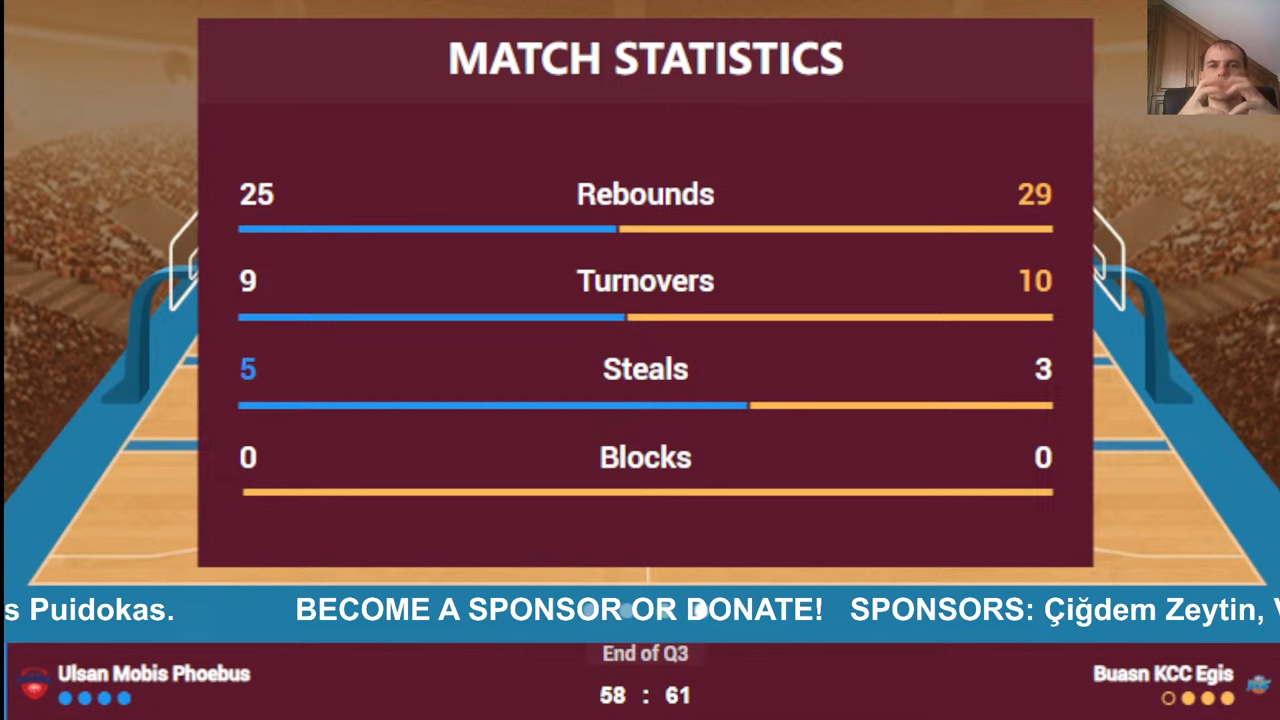 MATCH STATISTICS
25 Rebounds 29
9 Turnovers 10
5 Steals 3
0 Blocks 0
s Puidokas. BECOME A SPONSOR OR DONATE! SPONSORS: Çiğdem Zeytin,
End of Q3
Ulsan Mobis Phoebus 58 : 61 Buasn KCC Egis